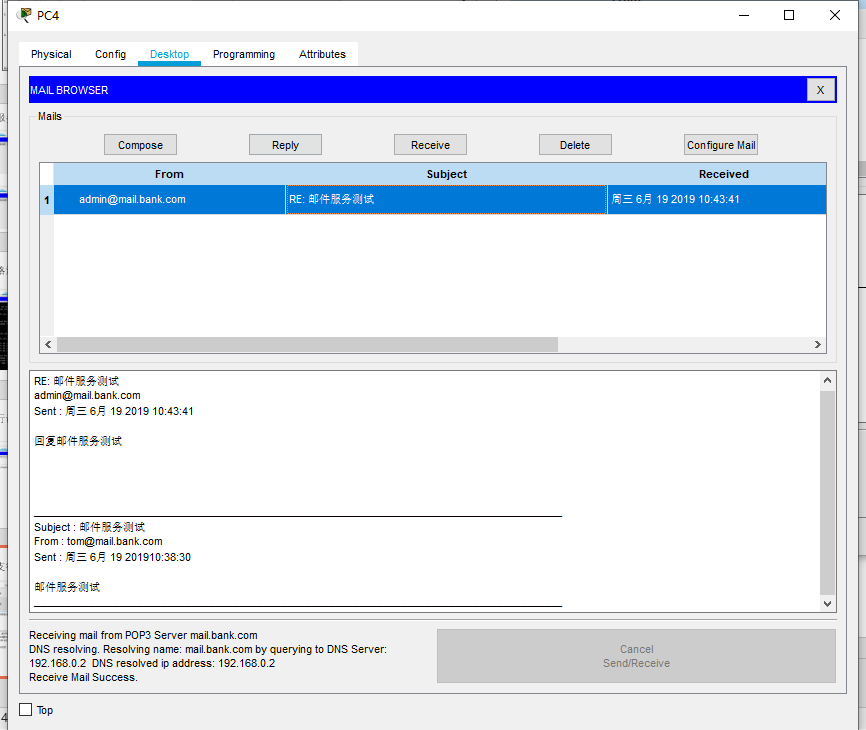 PC4
Physical Config Desktop Programming Attributes
MAIL BROWSER X
Mails
Compose Reply Receive Delete Configure Mail
From Subject Received
1 admin@mail.bank.com RE: 邮件服务测试 周三 6月 19 2019 10:43:41
RE: 邮件服务测试
admin@mail.bank.com
Sent : 周三 6月 19 2019 10:43:41
回复邮件服务测试
Subject : 邮件服务测试
From : tom@mail.bank.com
Sent : 周三 6月 19 201910:38:30
邮件服务测试
Receiving mail from POP3 Server mail.bank.com
DNS resolving. Resolving name: mail.bank.com by querying to DNS Server:
192.168.0.2 DNS resolved ip address: 192.168.0.2
Receive Mail Success.
Cancel
Send/Receive
Top